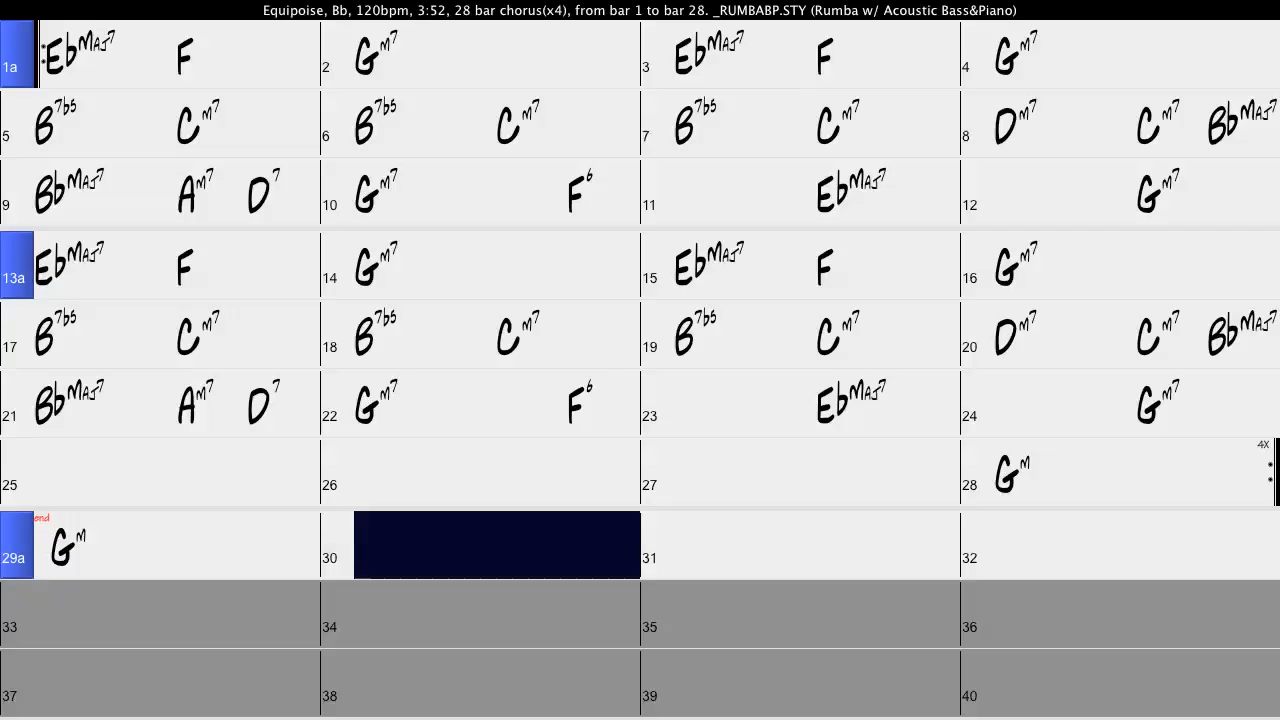 Equipoise, Bb, 120bpm, 3:52, 28 bar chorus(x4), from bar 1 to bar 28. _RUMBABP.STY (Rumba w/ Acoustic Bass&Piano)
1a EbMAJ7 F 2 Gm7 3 EbMAJ7 F 4 Gm7
5 B7b5 Cm7 6 B7b5 Cm7 7 B7b5 Cm7 8 Dm7 Cm7 BbMAJ7
9 BbMAJ7 Am7 D7 10 Gm7 F6 11 EbMAJ7 12 Gm7
13a EbMAJ7 F 14 Gm7 15 EbMAJ7 F 16 Gm7
17 B7b5 Cm7 18 B7b5 Cm7 19 B7b5 Cm7 20 Dm7 Cm7 BbMAJ7
21 BbMAJ7 Am7 D7 22 Gm7 F6 23 EbMAJ7 24 Gm7
4X
25 26 27 28 Gm
end
29a Gm 30 31 32
33 34 35 36
37 38 39 40